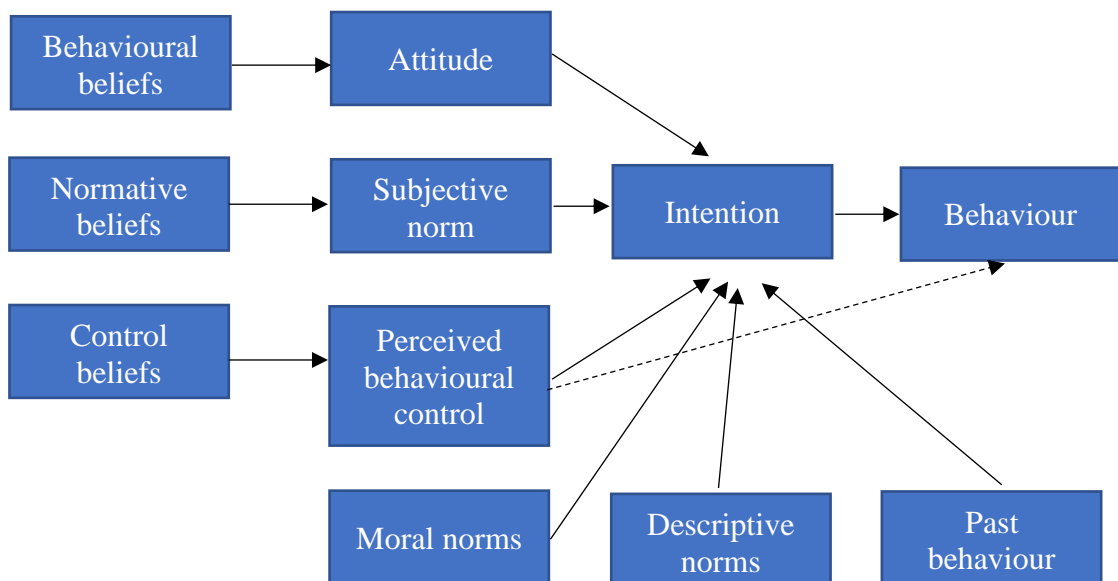 Behavioural
beliefs
Attitude
Normative
beliefs
Subjective
norm
Intention
Behaviour
Control
beliefs
Perceived
behavioural
control
Moral norms
Descriptive
norms
Past
behaviour